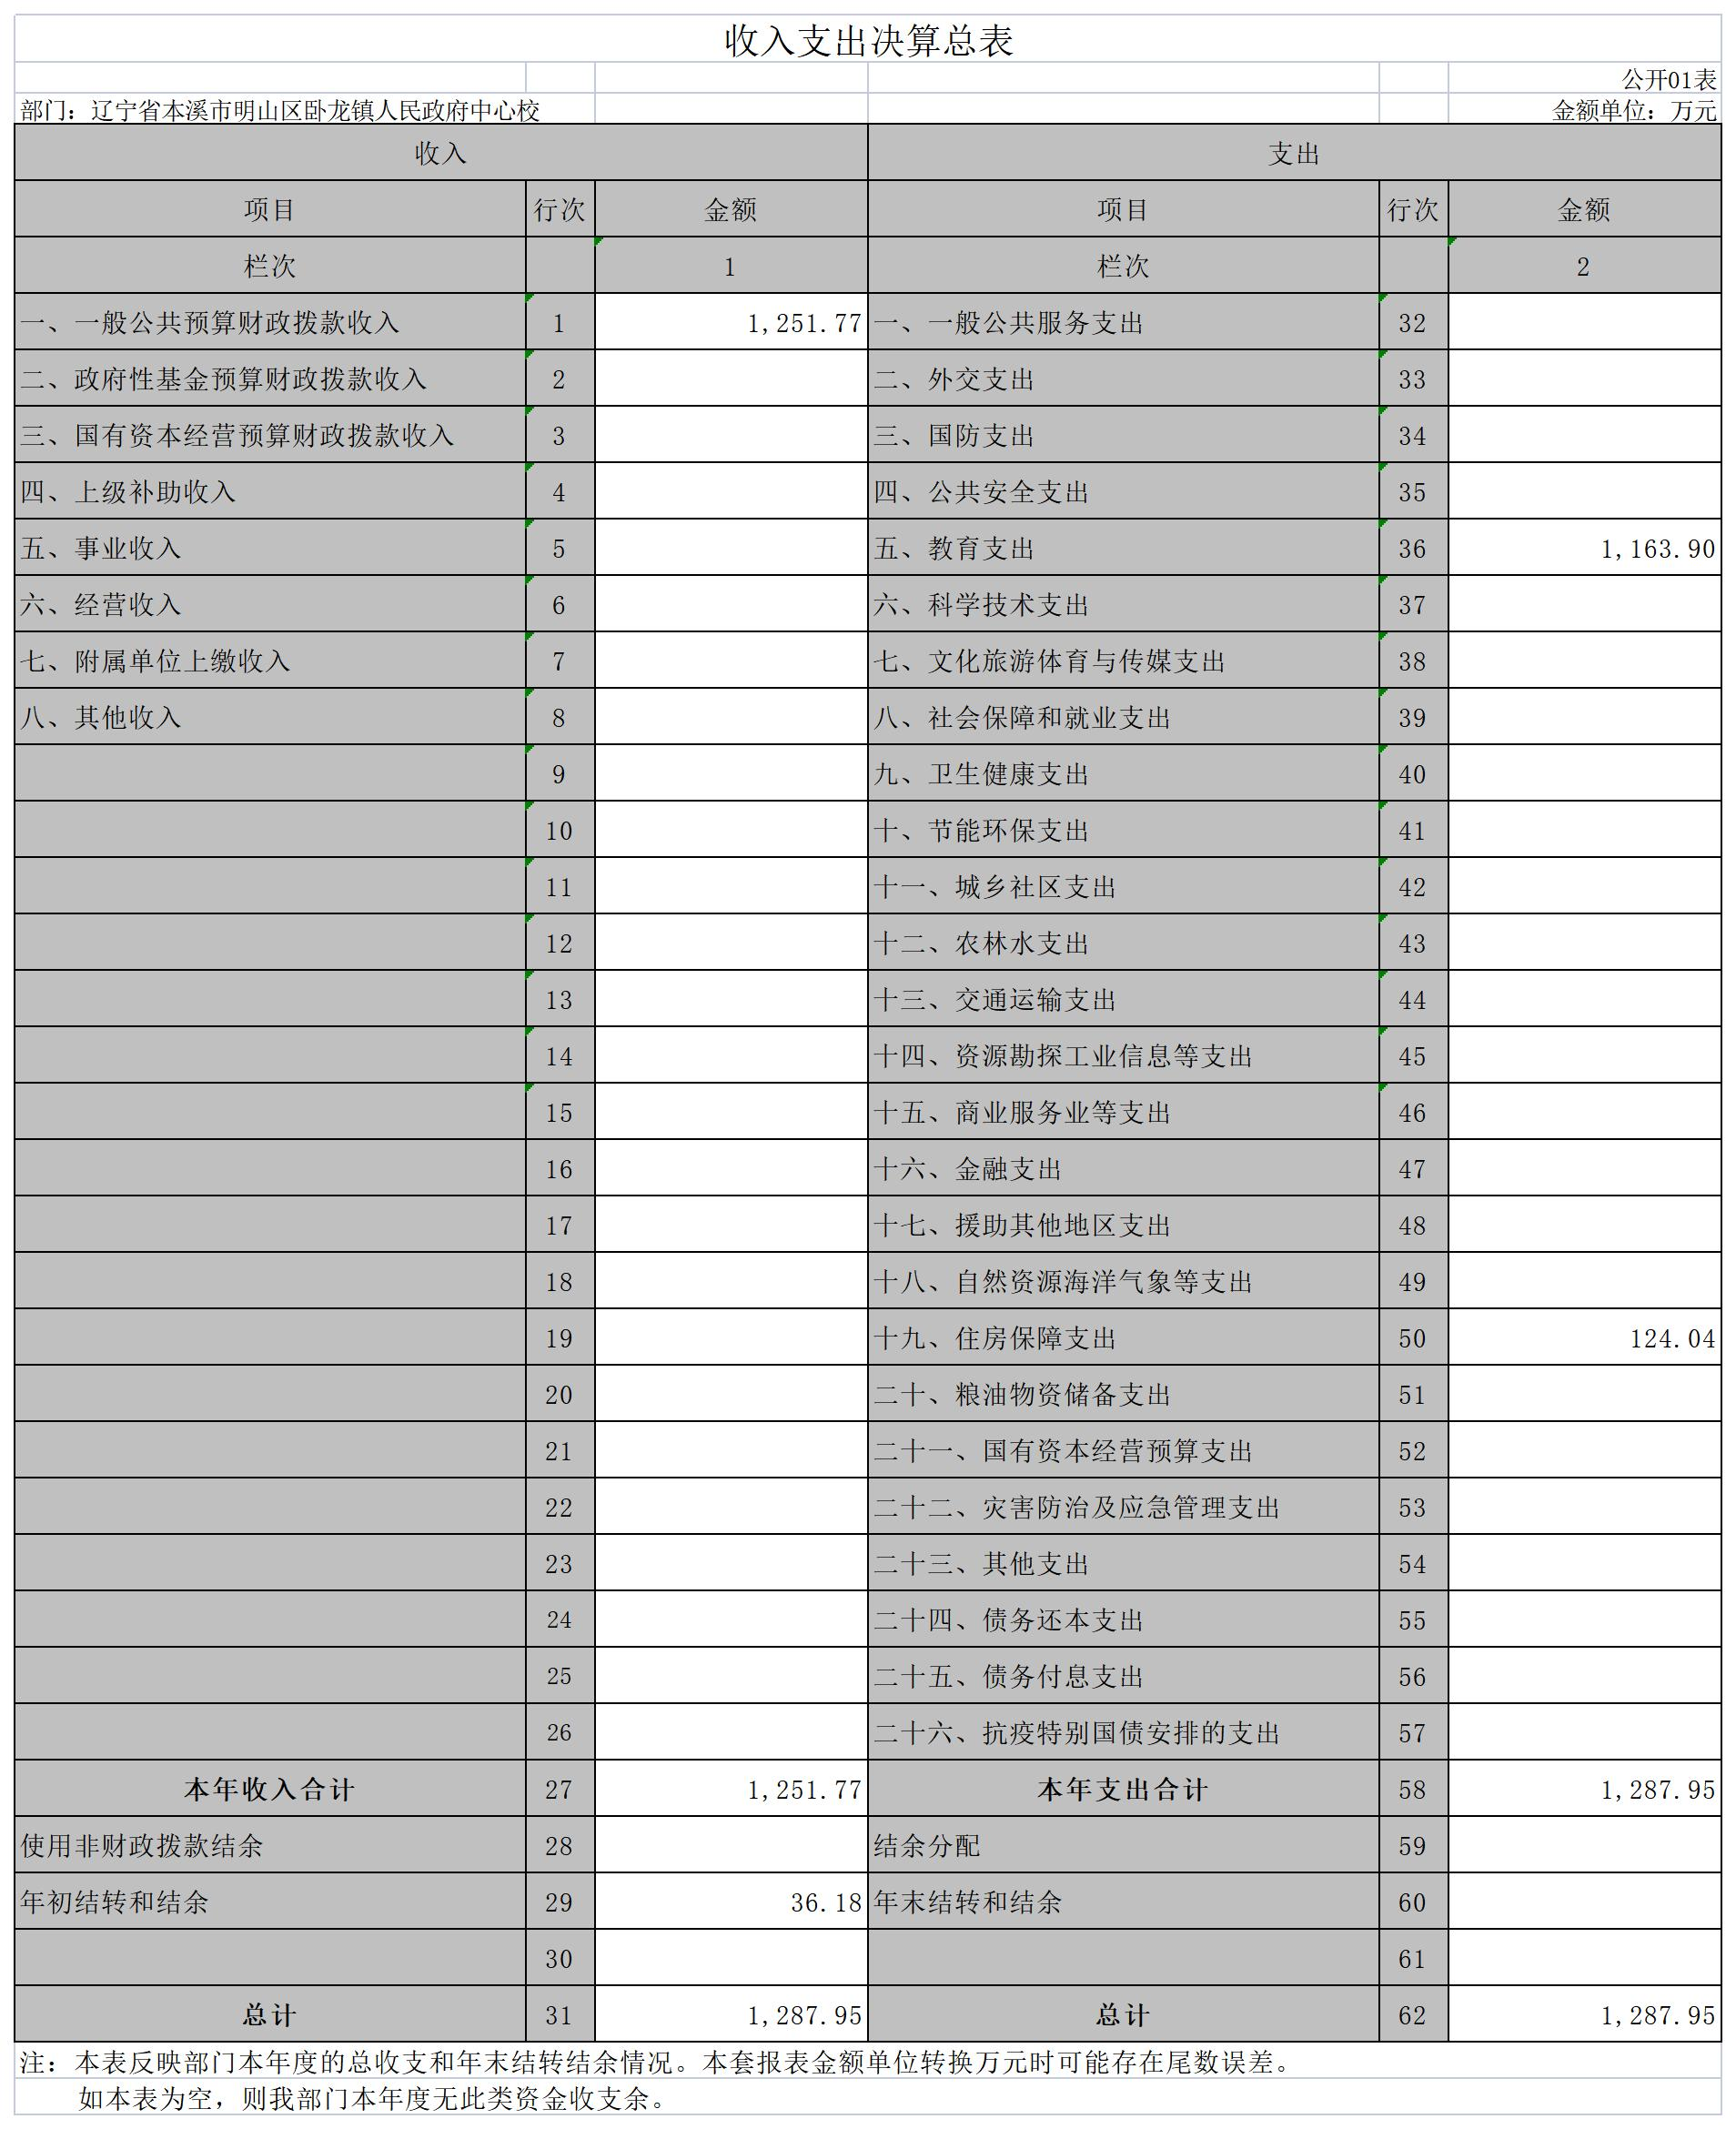 收入支出决算总表
公开01表
部门：辽宁省本溪市明山区卧龙镇人民政府中心校 金额单位：万元
收入 支出
项目 行次 金额 项目 行次 金额
栏次 1 栏次 2
一、一般公共预算财政拨款收入 1 1,251.77 一、一般公共服务支出 32
二、政府性基金预算财政拨款收入 2 二、外交支出 33
三、国有资本经营预算财政拨款收入 3 三、国防支出 34
四、上级补助收入 4 四、公共安全支出 35
五、事业收入 5 五、教育支出 36 1,163.90
六、经营收入 6 六、科学技术支出 37
七、附属单位上缴收入 7 七、文化旅游体育与传媒支出 38
八、其他收入 8 八、社会保障和就业支出 39
9 九、卫生健康支出 40
10 十、节能环保支出 41
11 十一、城乡社区支出 42
12 十二、农林水支出 43
13 十三、交通运输支出 44
14 十四、资源勘探工业信息等支出 45
15 十五、商业服务业等支出 46
16 十六、金融支出 47
17 十七、援助其他地区支出 48
18 十八、自然资源海洋气象等支出 49
19 十九、住房保障支出 50 124.04
20 二十、粮油物资储备支出 51
21 二十一、国有资本经营预算支出 52
22 二十二、灾害防治及应急管理支出 53
23 二十三、其他支出 54
24 二十四、债务还本支出 55
25 二十五、债务付息支出 56
26 二十六、抗疫特别国债安排的支出 57
本年收入合计 27 1,251.77 本年支出合计 58 1,287.95
使用非财政拨款结余 28 结余分配 59
年初结转和结余 29 36.18 年末结转和结余 60
30 61
总计 31 1,287.95 总计 62 1,287.95
注：本表反映部门本年度的总收支和年末结转结余情况。本套报表金额单位转换万元时可能存在尾数误差。
如本表为空，则我部门本年度无此类资金收支余。